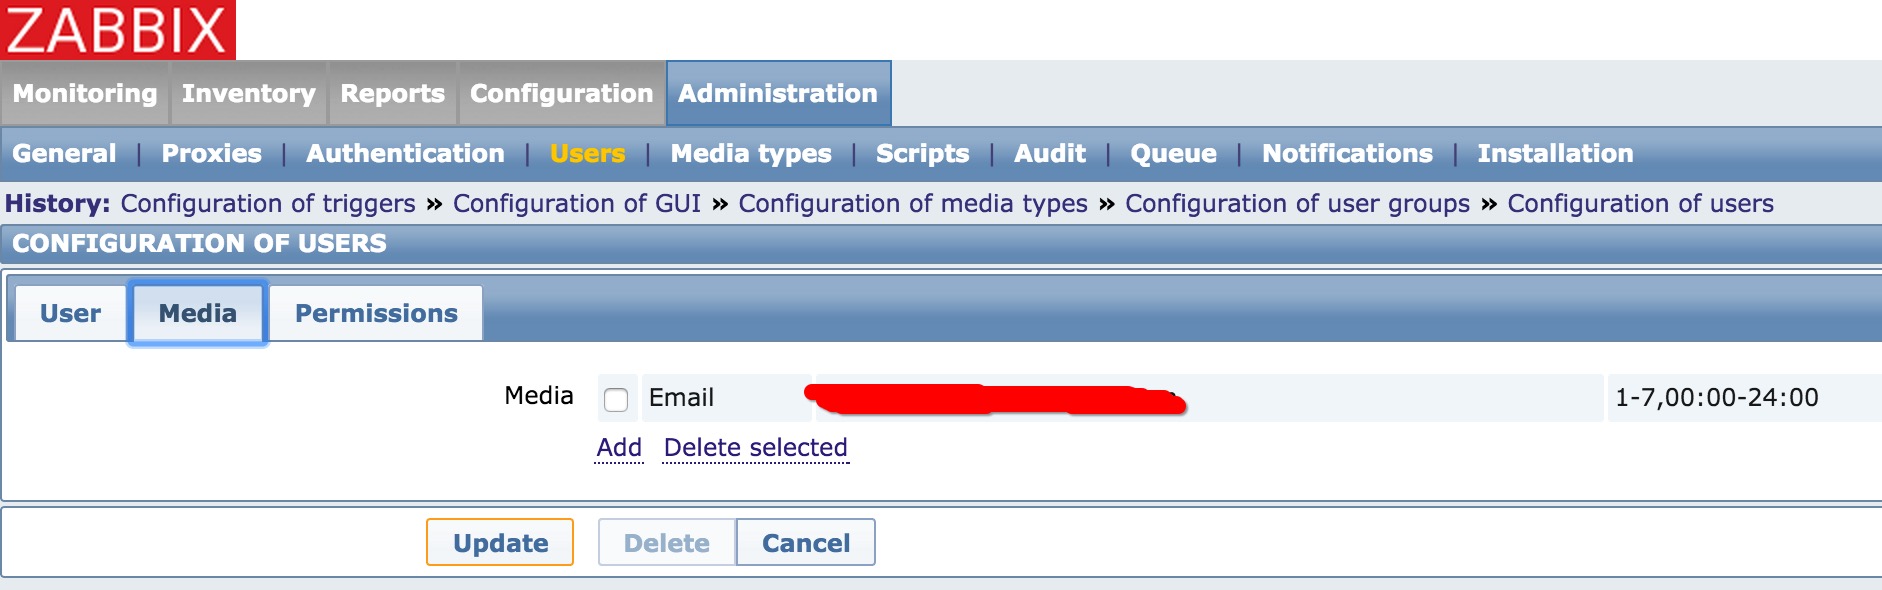 ZABBIX
Monitoring Inventory Reports Configuration Administration
General | Proxies | Authentication | Users | Media types | Scripts | Audit | Queue | Notifications | Installation
History: Configuration of triggers » Configuration of GUI » Configuration of media types » Configuration of user groups » Configuration of users
CONFIGURATION OF USERS
User Media Permissions
Media Email 1-7,00:00-24:00
Add Delete selected
Update Delete Cancel